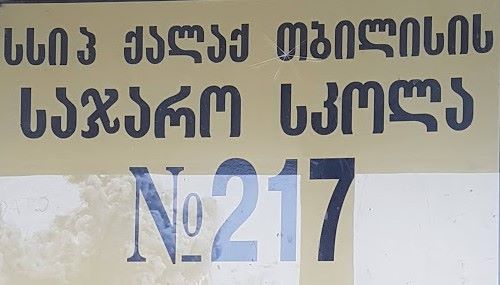 სსიპ ქალაქ თბილისის
საჯარო სკოლა
№217